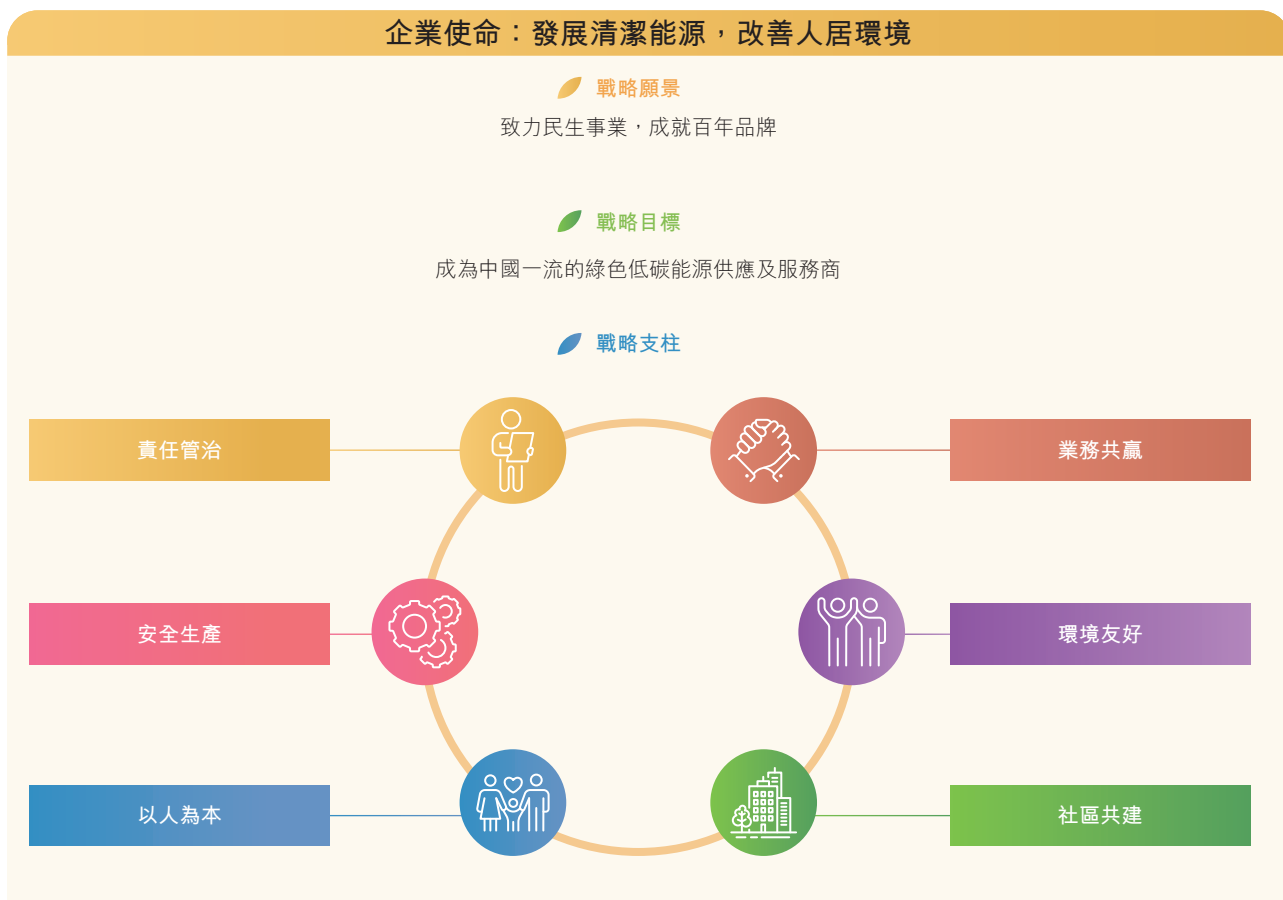 企業使命：發展清潔能源，改善人居環境
戰略願景
致力民生事業，成就百年品牌
戰略目標
成為中國一流的綠色低碳能源供應及服務商
戰略支柱
責任管治
業務共贏
安全生產
環境友好
以人為本
社區共建